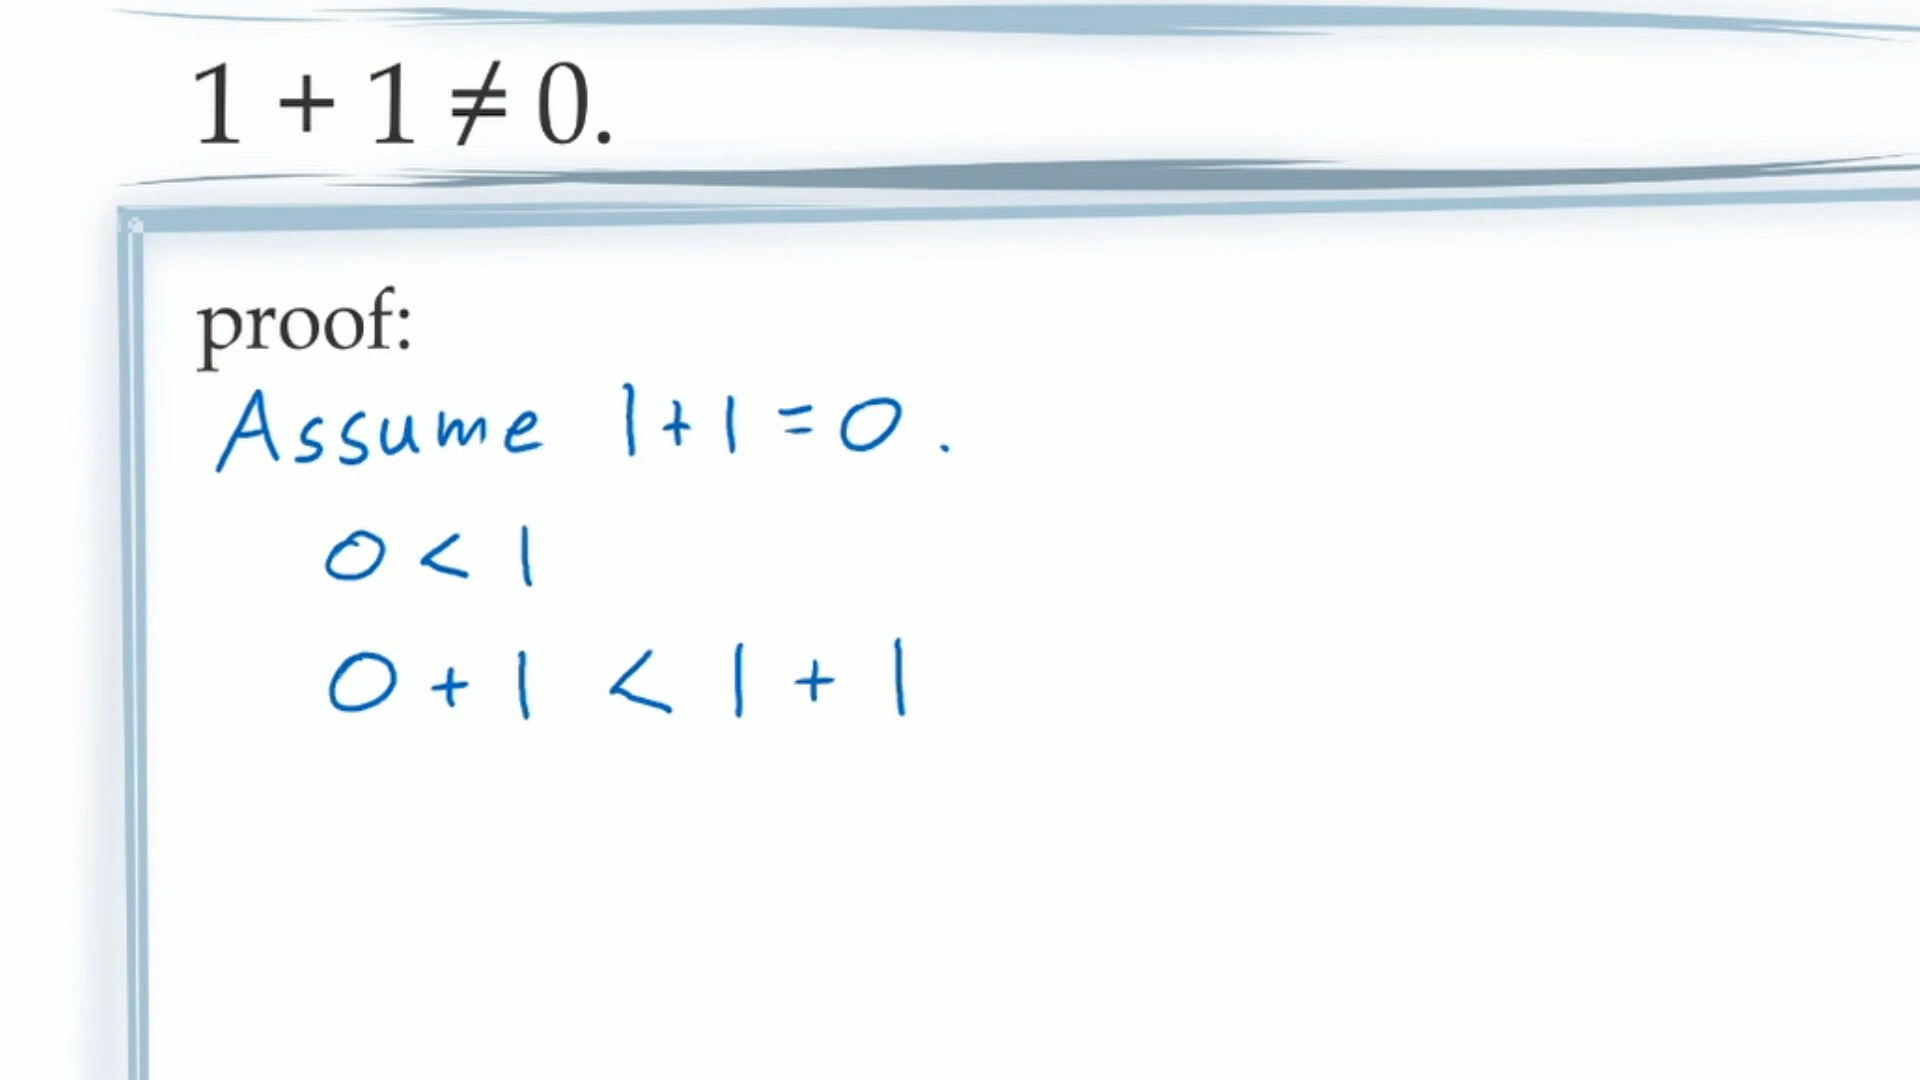 1 + 1 ≠ 0.
proof:
Assume 1 + 1 = 0.
0 < 1
0 + 1 < 1 + 1